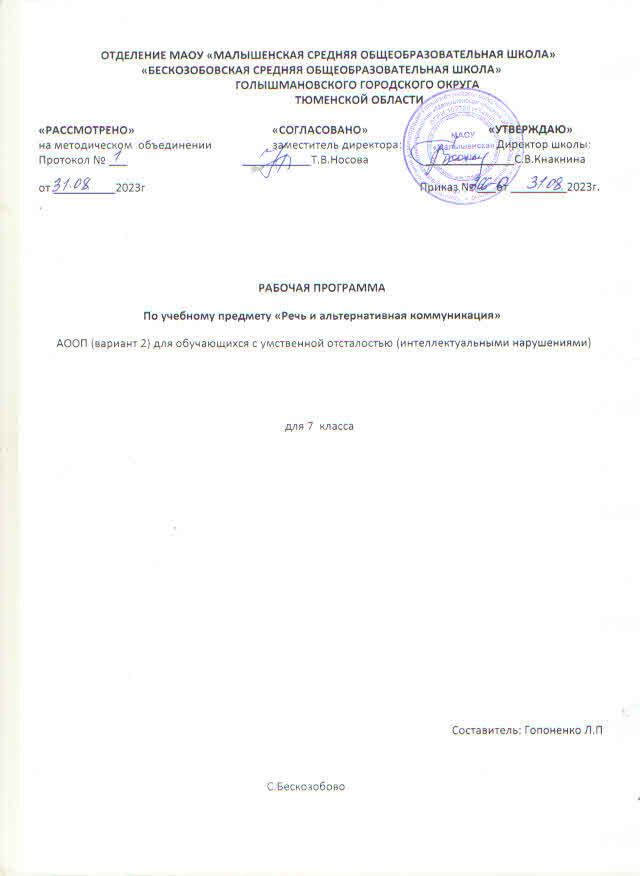 ОТДЕЛЕНИЕ МАОУ «МАЛЫШЕНСКАЯ СРЕДНЯЯ ОБЩЕОБРАЗОВАТЕЛЬНАЯ ШКОЛА»
«БЕСКОЗОБОВСКАЯ СРЕДНЯЯ ОБЩЕОБРАЗОВАТЕЛЬНАЯ ШКОЛА»
ГОЛЫШМАНОВСКОГО ГОРОДСКОГО ОКРУГА
ТЮМЕНСКОЙ ОБЛАСТИ
«РАССМОТРЕНО» «СОГЛАСОВАНО» «УТВЕРЖДАЮ»
на методическом объединении заместитель директора: Директор школы:
Протокол № 1 Т.В.Носова С.В.Кнакнина
от 31.08 2023г Приказ № от 31.08 2023г.
МАОУ
«Малышенская
РАБОЧАЯ ПРОГРАММА
По учебному предмету «Речь и альтернативная коммуникация»
АООП (вариант 2) для обучающихся с умственной отсталостью (интеллектуальными нарушениями)
для 7 класса
Составитель: Гопоненко Л.П
С.Бескозобово